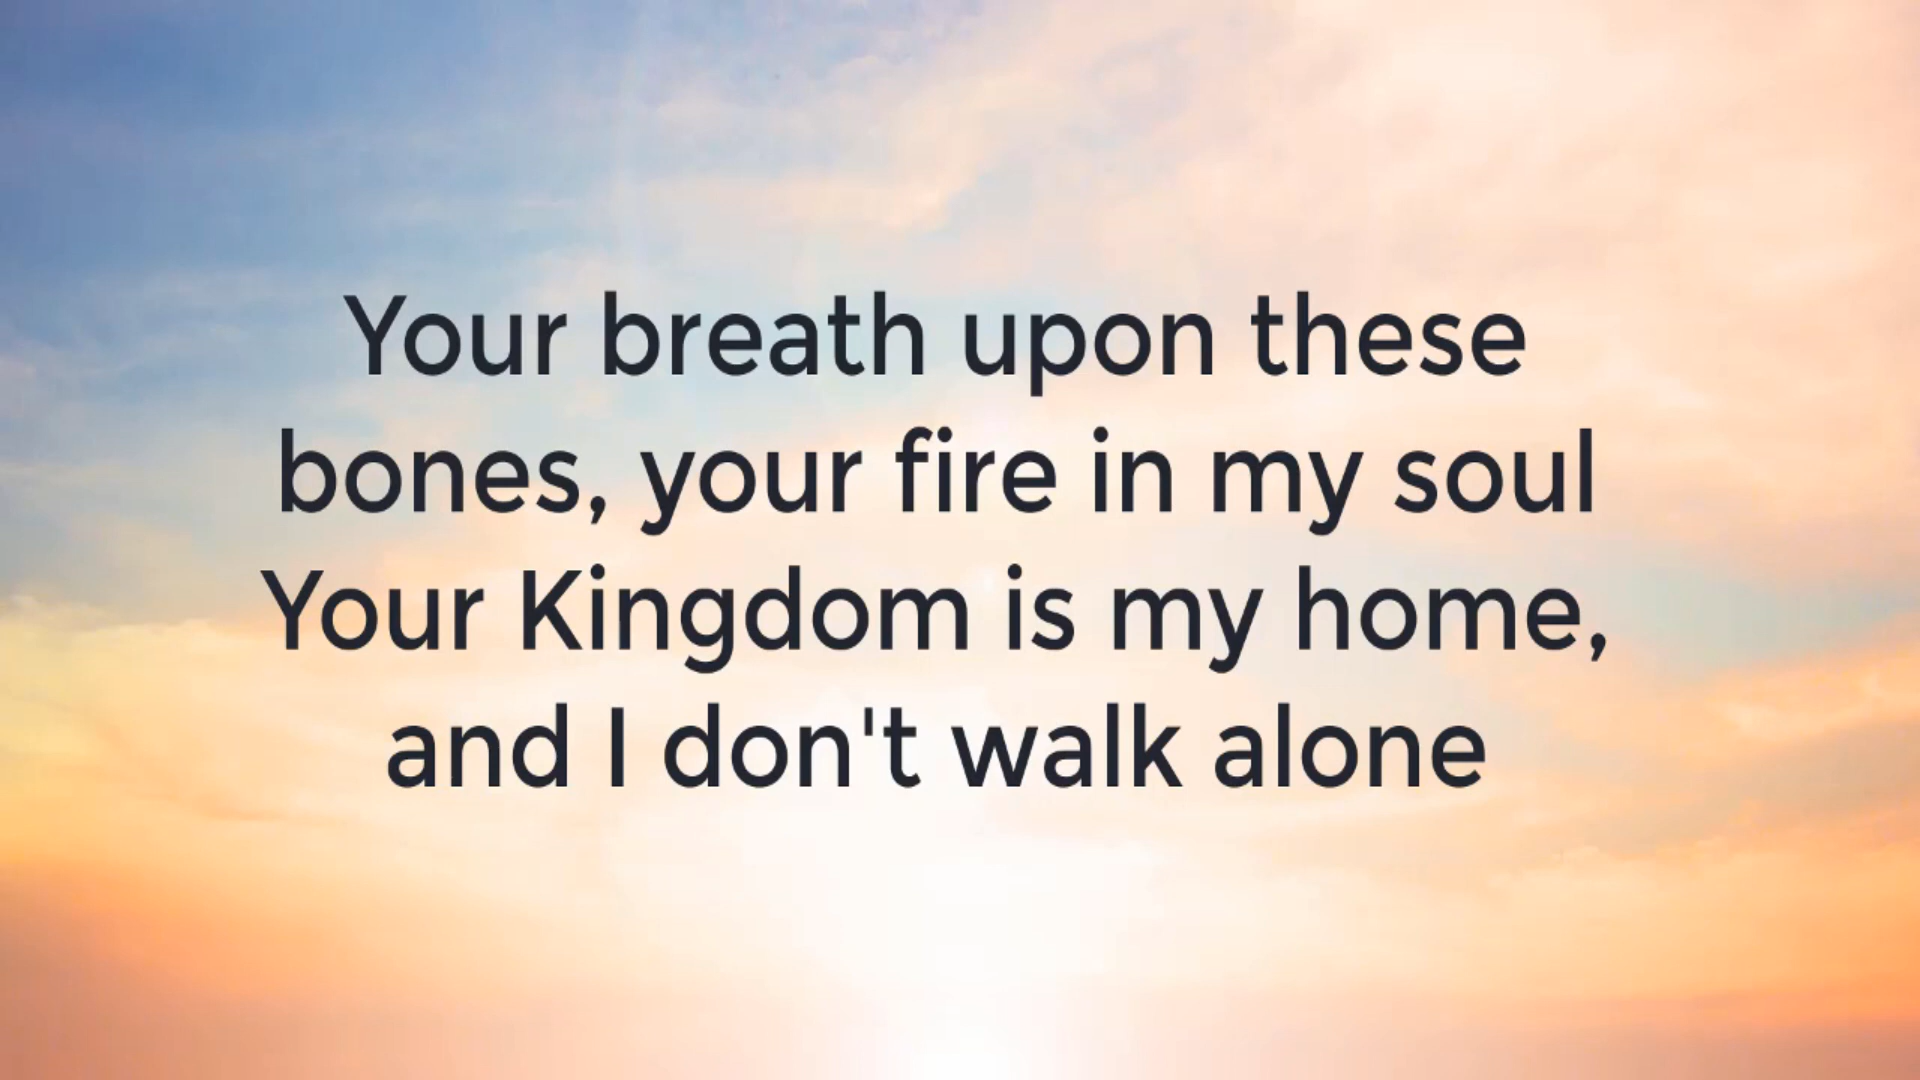 Your breath upon these
bones, your fire in my soul
Your Kingdom is my home,
and I don't walk alone